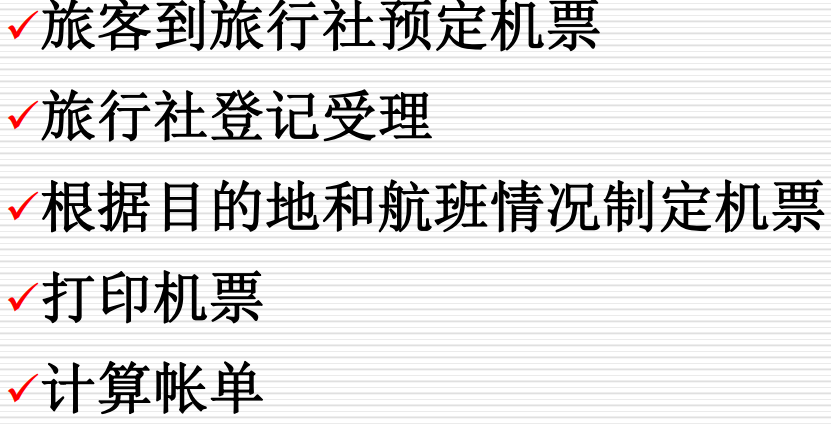 ✓旅客到旅行社预定机票
✓旅行社登记受理
✓根据目的地和航班情况制定机票
✓打印机票
✓计算帐单